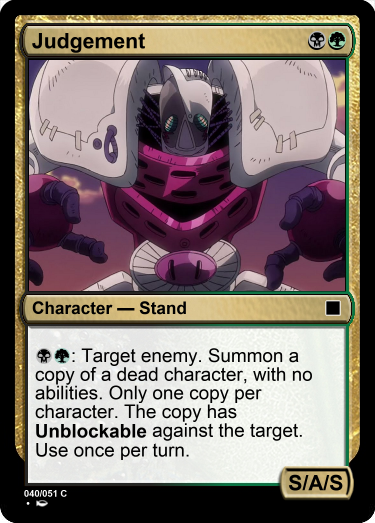 Judgement
Character — Stand
: Target enemy. Summon a
copy of a dead character, with no
abilities. Only one copy per
character. The copy has
Unblockable against the target.
Use once per turn.
S/A/S
040/051 C